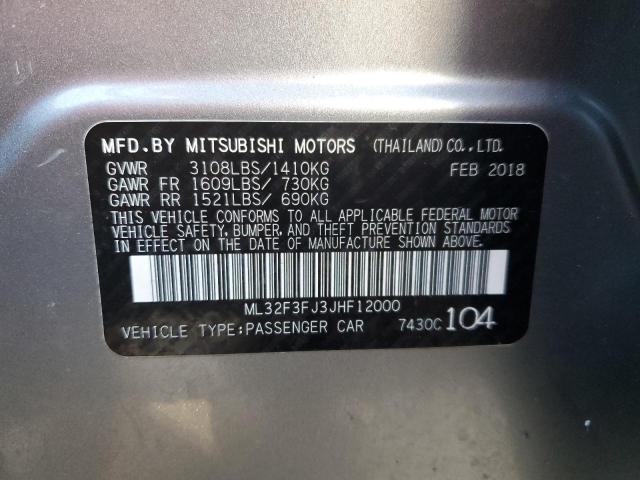 MFD.BY MITSUBISHI MOTORS (THAILAND) CO., LTD.
GVWR 3108LBS/1410KG FEB 2018
GAWR FR 1609LBS/ 730KG
GAWR RR 1521LBS/ 690KG
THIS VEHICLE CONFORMS TO ALL APPLICABLE FEDERAL MOTOR
VEHICLE SAFETY, BUMPER, AND THEFT PREVENTION STANDARDS
IN EFFECT ON THE DATE OF MANUFACTURE SHOWN ABOVE.
ML32F3FJ3JHF12000
VEHICLE TYPE:PASSENGER CAR 7430C 104